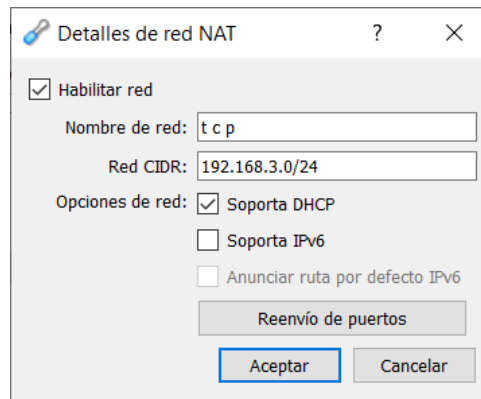 Detalles de red NAT ?
Habilitar red
Nombre de red: t c p
Red CIDR: 192.168.3.0/24
Opciones de red: Soporta DHCP
Soporta IPv6
Anunciar ruta por defecto IPv6
Reenvío de puertos
Aceptar Cancelar